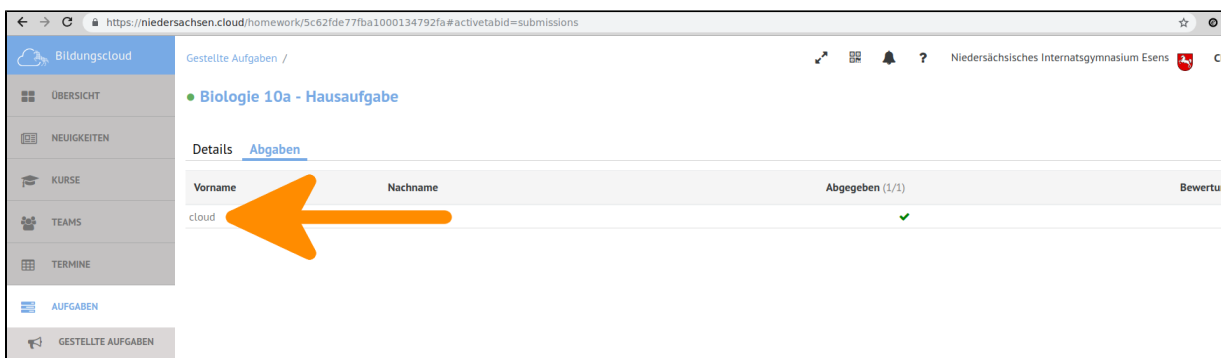 https://niedersachsen.cloud/homework/5c62fde77fba1000134792fa#activetabid=submissions
Bildungscloud
Gestellte Aufgaben /
? Niedersächsisches Internatsgymnasium Esens
ÜBERSICHT
Biologie 10a - Hausaufgabe
NEUIGKEITEN
Details Abgaben
KURSE
Vorname Nachname Abgegeben (1/1)
cloud
TEAMS
TERMINE
AUFGABEN
GESTELLTE AUFGABEN